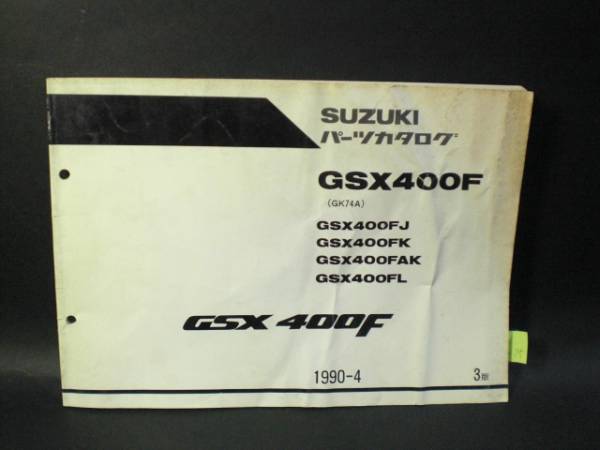 SUZUKI
パーツカタログ
GSX400F
(GK74A)
GSX400FJ
GSX400FK
GSX400FAK
GSX400FL
GSX 400F
1990-4
3版